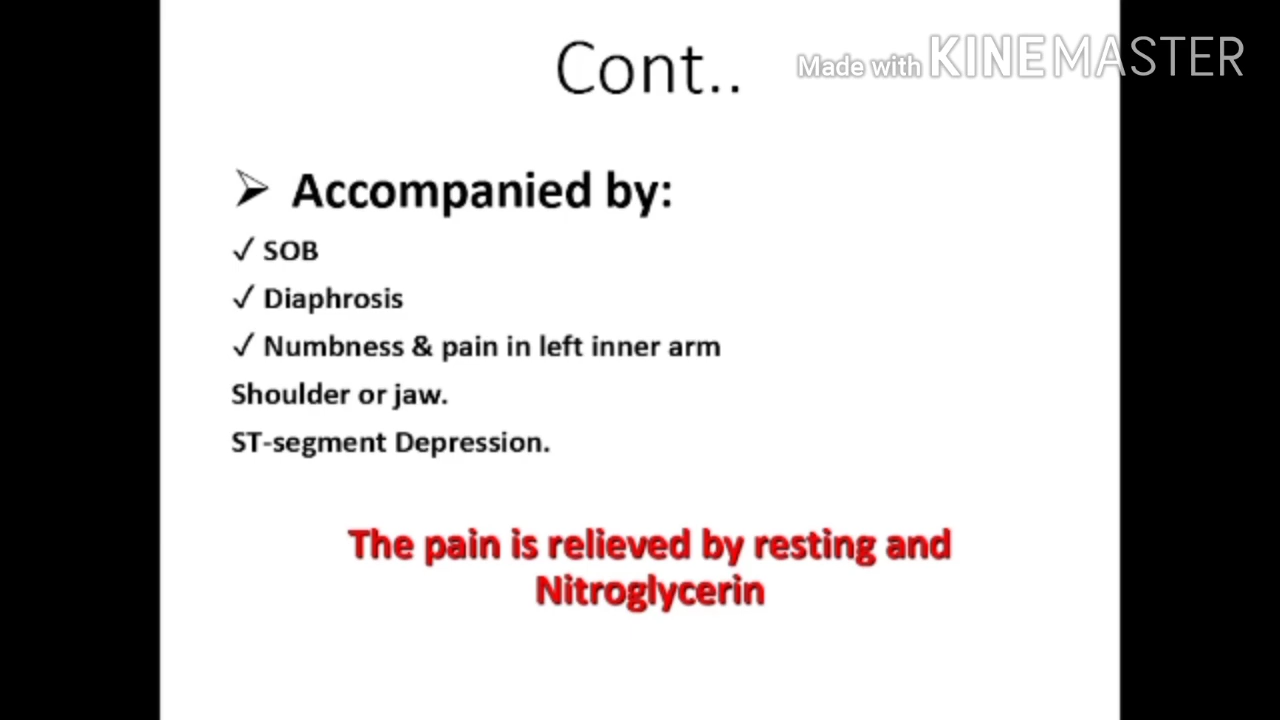 Cont..
Made with KINEMASTER
➢ Accompanied by:
✓ SOB
✓ Diaphrosis
✓ Numbness & pain in left inner arm
Shoulder or jaw.
ST-segment Depression.
The pain is relieved by resting and
Nitroglycerin